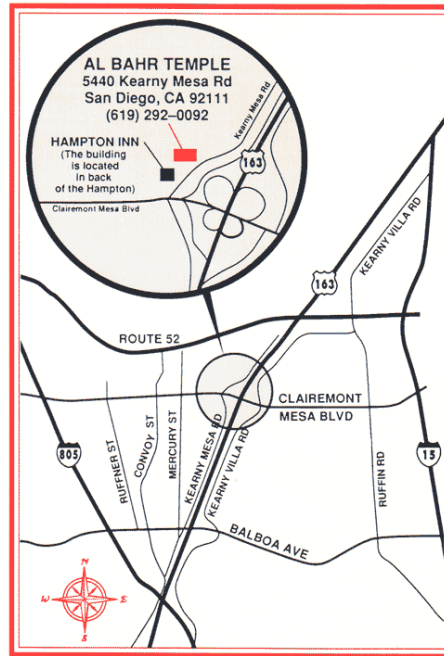 AL BAHR TEMPLE
5440 Kearny Mesa Rd
San Diego, CA 92111
(619) 292–0092
HAMPTON INN
(The building
is located
In back
of the Hampton)
Kearny Mesa Rd
163
Clairemont Mesa Blvd
KEARNY VILLA RD
163
ROUTE 52
CLAIREMONT
MESA BLVD
RUFFNER ST
CONVOY ST
MERCURY ST
KEARNY MESA RD
KEARNY VILLA RD
RUFFIN RD
805
15
BALBOA AVE
N
W
E
S